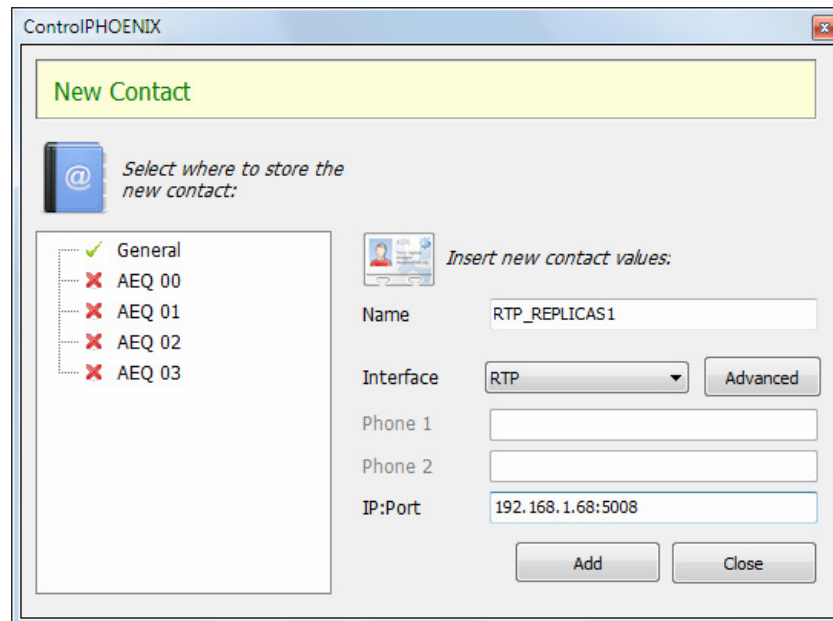 ControlPHOENIX
New Contact
@
Select where to store the
new contact:
General
AEQ 00
AEQ 01
AEQ 02
AEQ 03
Insert new contact values:
Name
RTP_REPLICAS1
Interface
RTP
Advanced
Phone 1
Phone 2
IP:Port
192.168.1.68:5008
Add
Close